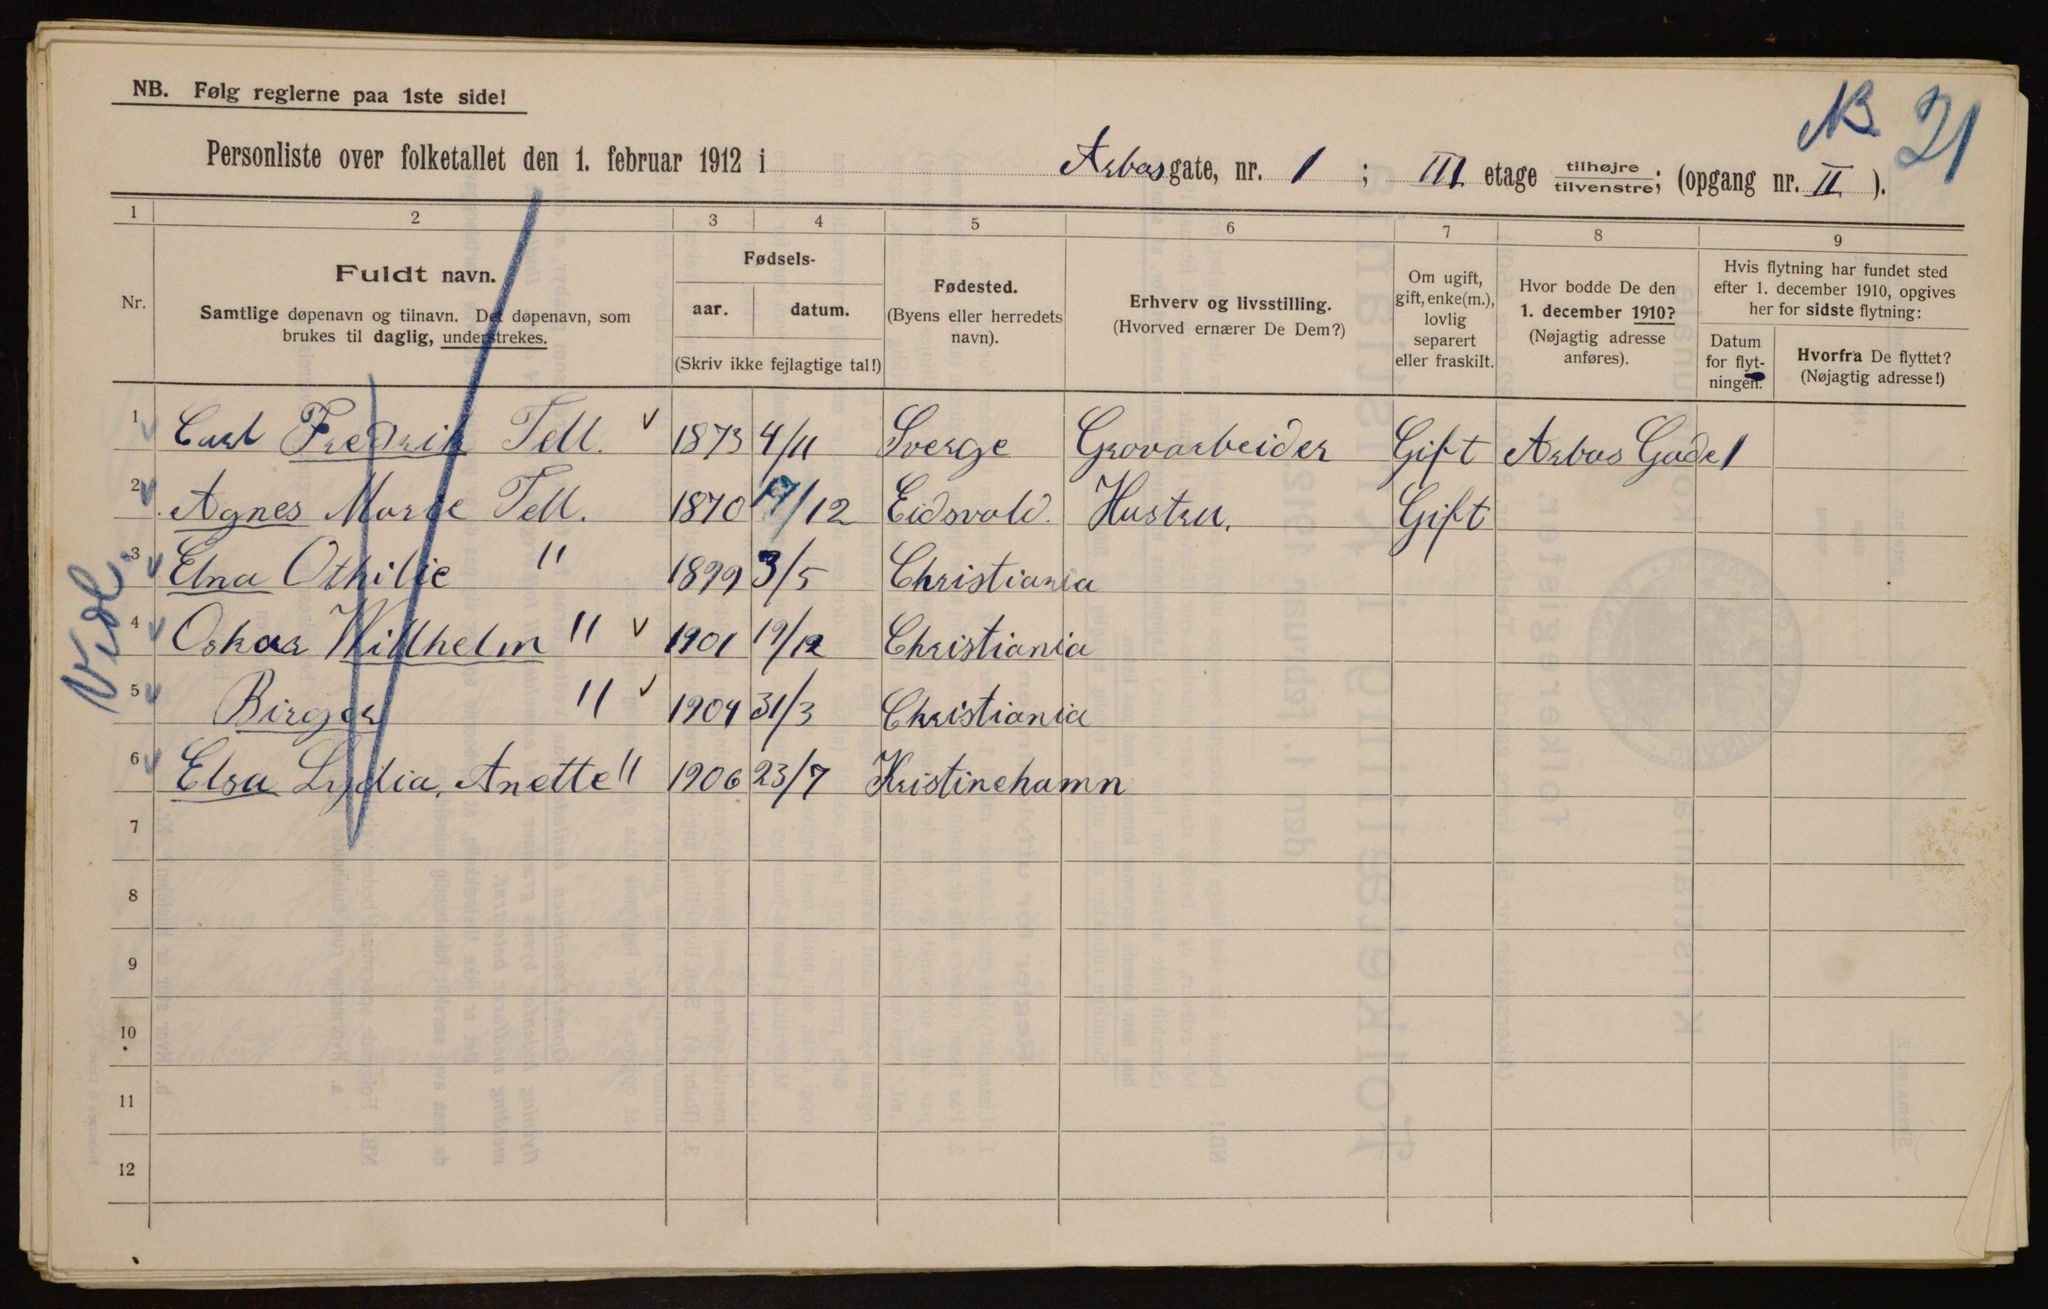 NB. Følg reglerne paa 1ste side!
NB 21
Personliste over folketallet den 1. februar 1912 i Arbos gate, nr. 1 ; III etage tilhøjre tilvenstre; (opgang nr. II ).
1 2 3 4 5 6 7 8 9
Nr.
Fuldt navn.
Samtlige døpenavn og tilnavn. Det døpenavn, som
brukes til daglig, understrekes.
Fødsels-
aar. datum.
(Skriv ikke fejlagtige tal!)
Fødested.
(Byens eller herredets
navn).
Erhverv og livsstilling.
(Hvorved ernærer De Dem?)
Om ugift,
gift, enke(m.),
lovlig
separert
eller fraskilt.
Hvor bodde De den
1. december 1910?
(Nøjagtig adresse
anføres).
Hvis flytning har fundet sted
efter 1. december 1910, opgives
her for sidste flytning:
Datum
for flyt-
ningen.
Hvorfra De flyttet?
(Nøjagtig adresse!)
1 Carl Fredrik Tell. 1873 4/11 Sverge Grovarbeider Gift Arbos Gade 1
2 Agnes Marie Tell. 1870 17/12 Eidsvold. Hustru. Gift
3 Elna Othilie " 1899 3/5 Christiania
4 Oskar Willhelm " 1901 19/12 Christiania
5 Birger " 1904 31/3 Christiania
6 Elsa Lydia, Anette " 1906 23/7 Kristinehamn
7
8
9
10
11
12